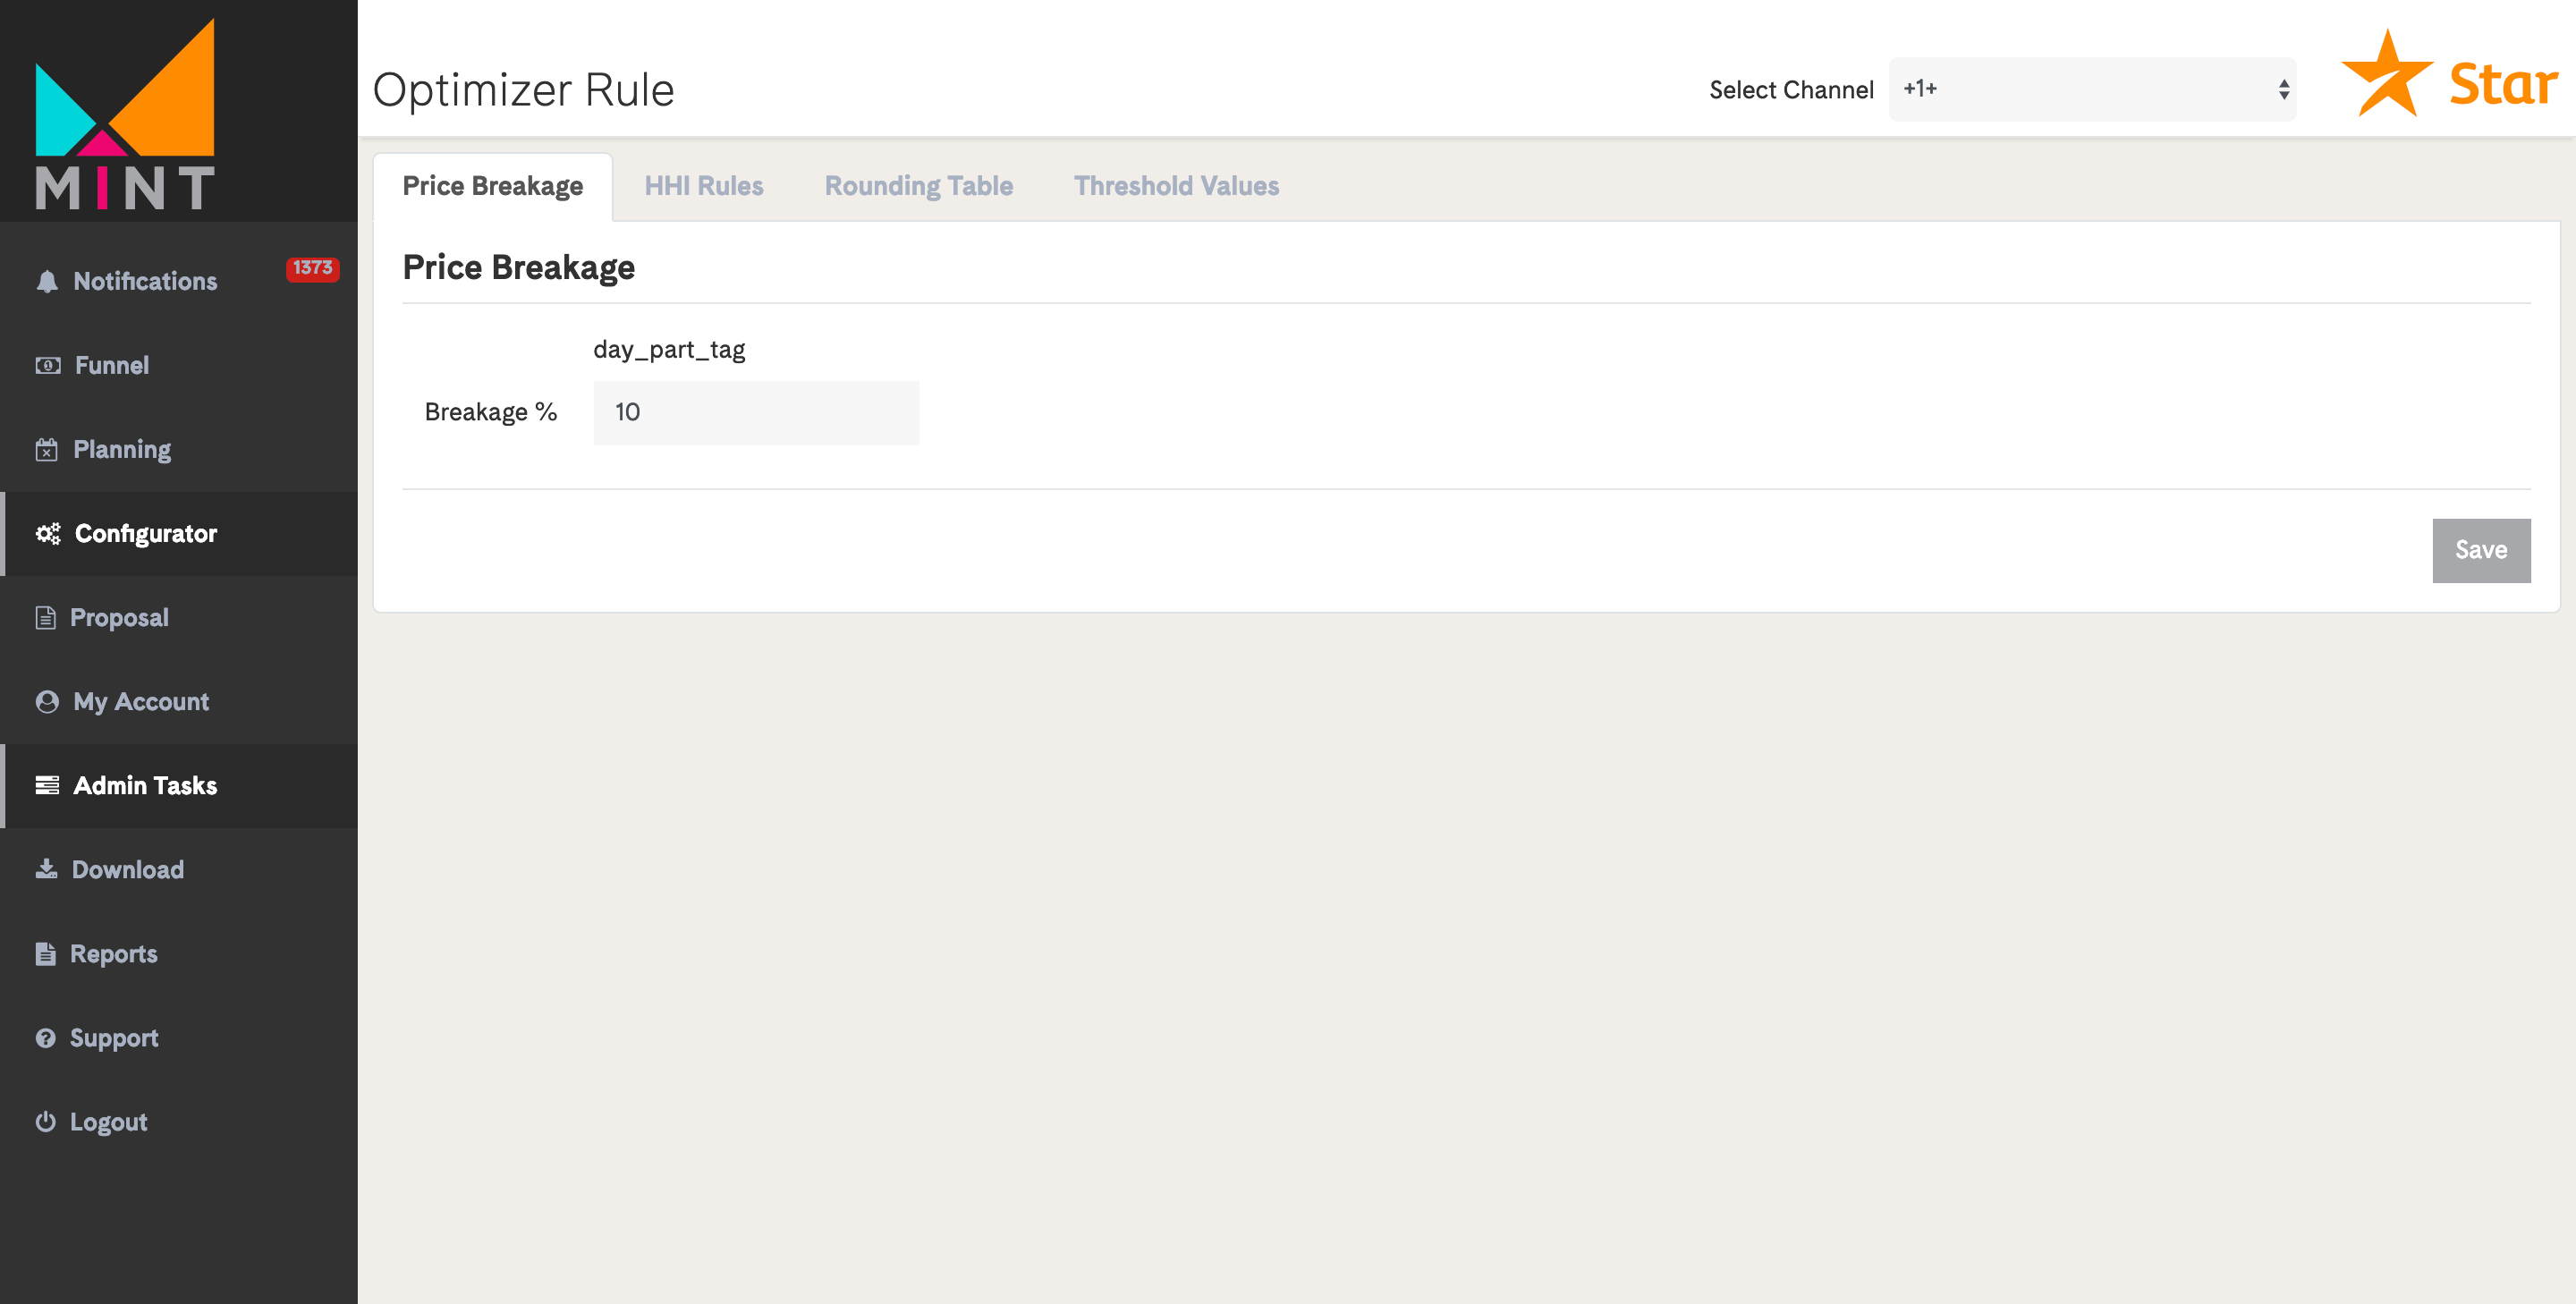 MINT
Notifications 1373
Funnel
Planning
Configurator
Proposal
My Account
Admin Tasks
Download
Reports
Support
Logout
Optimizer Rule
Select Channel +1+
Star
Price Breakage HHI Rules Rounding Table Threshold Values
Price Breakage
day_part_tag
Breakage % 10
Save